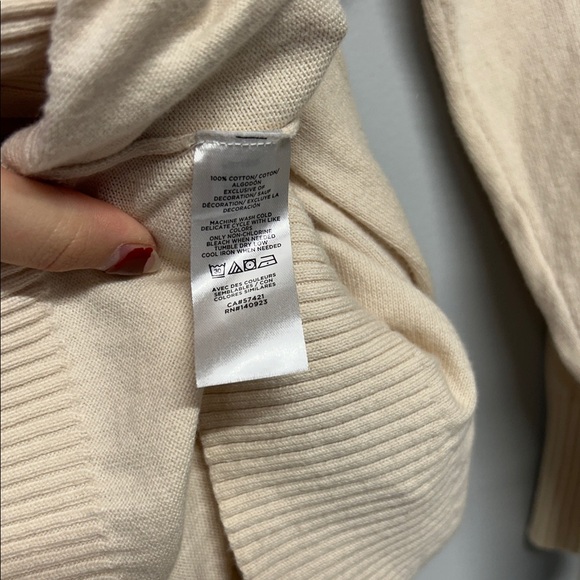 100% COTTON/ COTON/
ALGODÓN
EXCLUSIVE OF
DECORATION/ SAUF
DÉCORATION/ EXCLUYE LA
DECORACIÓN
MACHINE WASH COLD
DELICATE CYCLE WITH LIKE
COLORS
ONLY NON-CHLORINE
BLEACH WHEN NEEDED
TUMBLE DRY LOW
COOL IRON WHEN NEEDED
30
AVEC DES COULEURS
SEMBLABLES / CON
COLORES SIMILARES
CA#57421
RN#140923